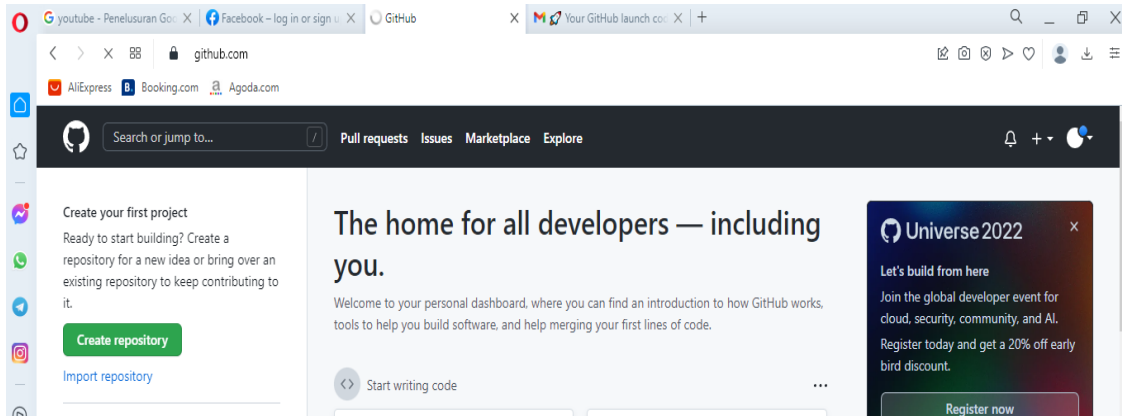 youtube - Penelusuran Goo
Facebook – log in or sign u
GitHub
Your GitHub launch cod
github.com
AliExpress
B. Booking.com
a Agoda.com
Search or jump to...
/
Pull requests Issues Marketplace Explore
Create your first project
Ready to start building? Create a
repository for a new idea or bring over an
existing repository to keep contributing to
it.
Create repository
Import repository
The home for all developers — including
you.
Welcome to your personal dashboard, where you can find an introduction to how GitHub works,
tools to help you build software, and help merging your first lines of code.
Start writing code
Universe 2022
Let's build from here
Join the global developer event for
cloud, security, community, and AI.
Register today and get a 20% off early
bird discount.
Register now